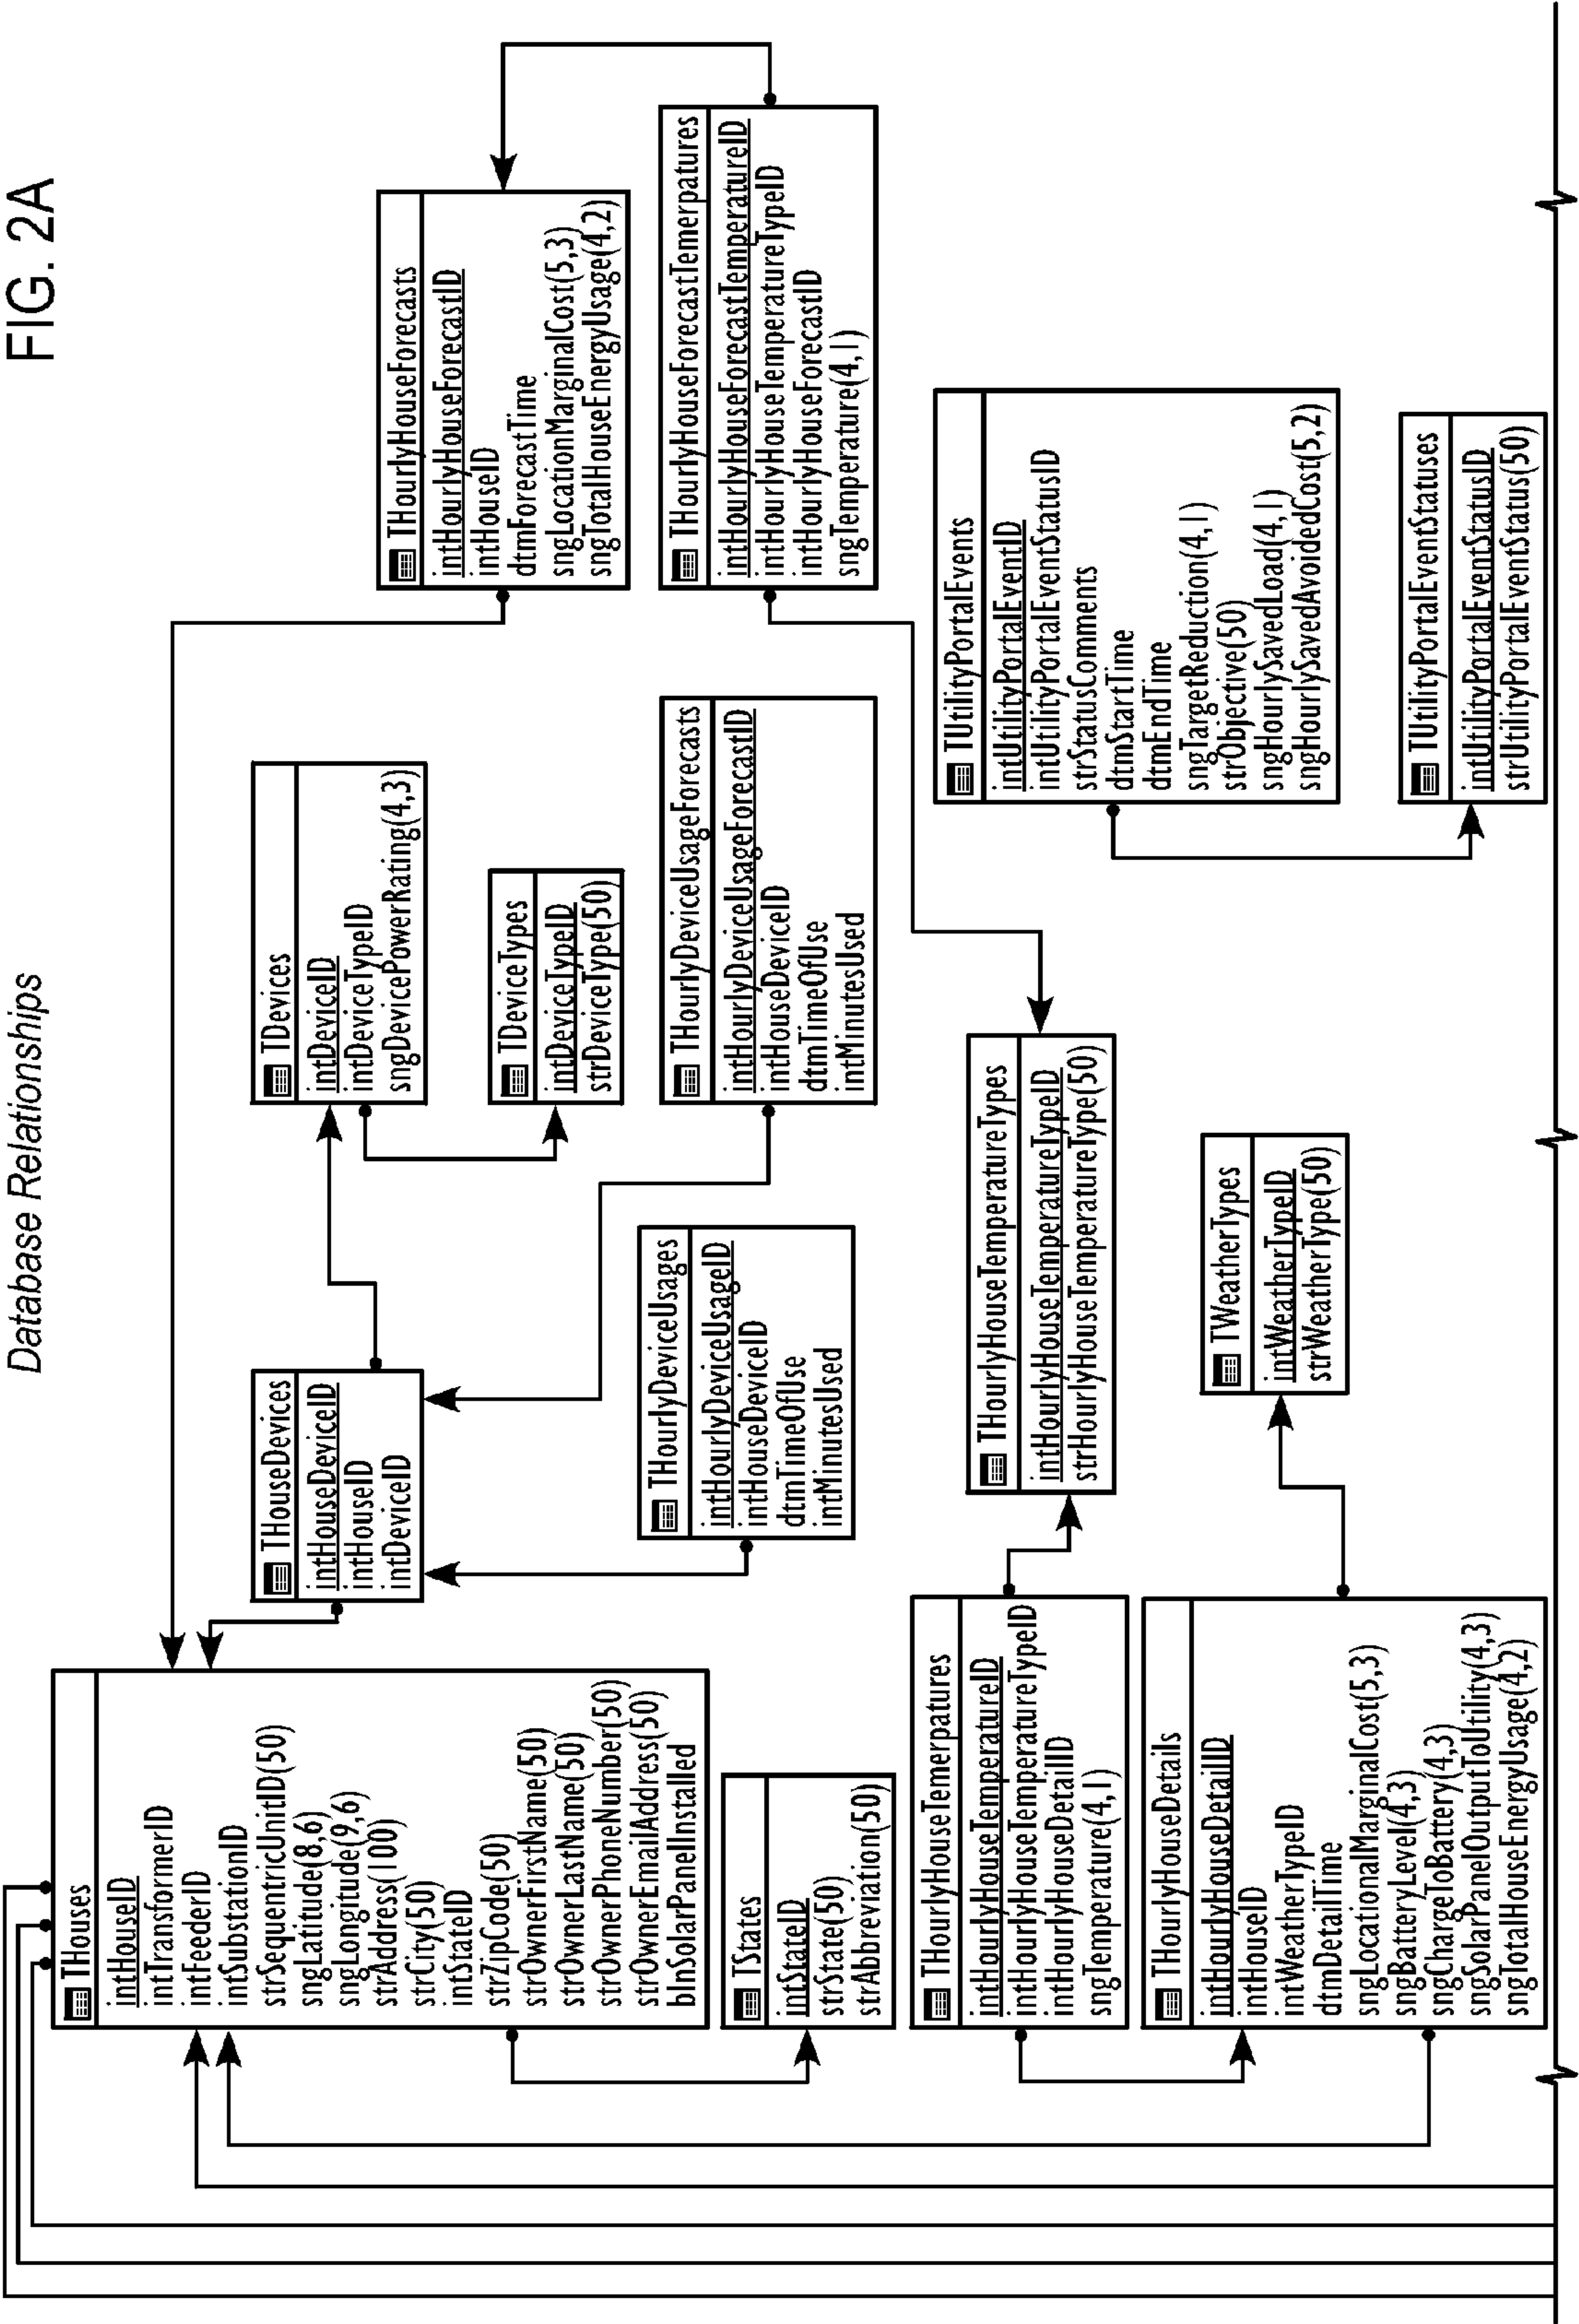 Database Relationships
FIG. 2A
THouses
intHouseID
intTransformerID
intFeederID
intSubstationID
strSequentricUnitID(50)
sngLatitude(8,6)
sngLongitude(9,6)
strAddress(100)
strCity(50)
intStateID
strZipCode(50)
strOwnerFirstName(50)
strOwnerLastName(50)
strOwnerPhoneNumber(50)
strOwnerEmailAddress(50)
blnSolarPanelInstalled
THouseDevices
intHouseDeviceID
intHouseID
intDeviceID
TDevices
intDeviceID
intDeviceTypeID
sngDevicePowerRating(4,3)
TDeviceTypes
intDeviceTypeID
strDeviceType(50)
THourlyHouseForecasts
intHourlyHouseForecastID
intHouseID
dtmForecastTime
sngLocationMarginalCost(5,3)
sngTotalHouseEnergyUsage(4,2)
THourlyDeviceUsages
intHourlyDeviceUsageID
intHouseDeviceID
dtmTimeOfUse
intMinutesUsed
THourlyDeviceUsageForecasts
intHourlyDeviceUsageForecastID
intHouseDeviceID
dtmTimeOfUse
intMinutesUsed
THourlyHouseForecastTemerpatures
intHourlyHouseForecastTemperatureID
intHourlyHouseTemperatureTypeID
intHourlyHouseForecastID
sngTemperature(4,1)
TStates
intStateID
strState(50)
strAbbreviation(50)
THourlyHouseTemerpatures
intHourlyHouseTemperatureID
intHourlyHouseTemperatureTypeID
intHourlyHouseDetailID
sngTemperature(4,1)
THourlyHouseTemperatureTypes
intHourlyHouseTemperatureTypeID
strHourlyHouseTemperatureType(50)
TUtilityPortalEvents
intUtilityPortalEventID
intUtilityPortalEventStatusID
strStatusComments
dtmStartTime
dtmEndTime
sngTargetReduction(4,1)
strObjective(50)
sngHourlySavedLoad(4,1)
sngHourlySavedAvoidedCost(5,2)
THourlyHouseDetails
intHourlyHouseDetailID
intHouseID
intWeatherTypeID
dtmDetailTime
sngLocationalMarginalCost(5,3)
sngBatteryLevel(4,3)
sngChargeToBattery(4,3)
sngSolarPanelOutputToUtility(4,3)
sngTotalHouseEnergyUsage(4,2)
TWeatherTypes
intWeatherTypeID
strWeatherType(50)
TUtilityPortalEventStatuses
intUtilityPortalEventStatusID
strUtilityPortalEventStatus(50)